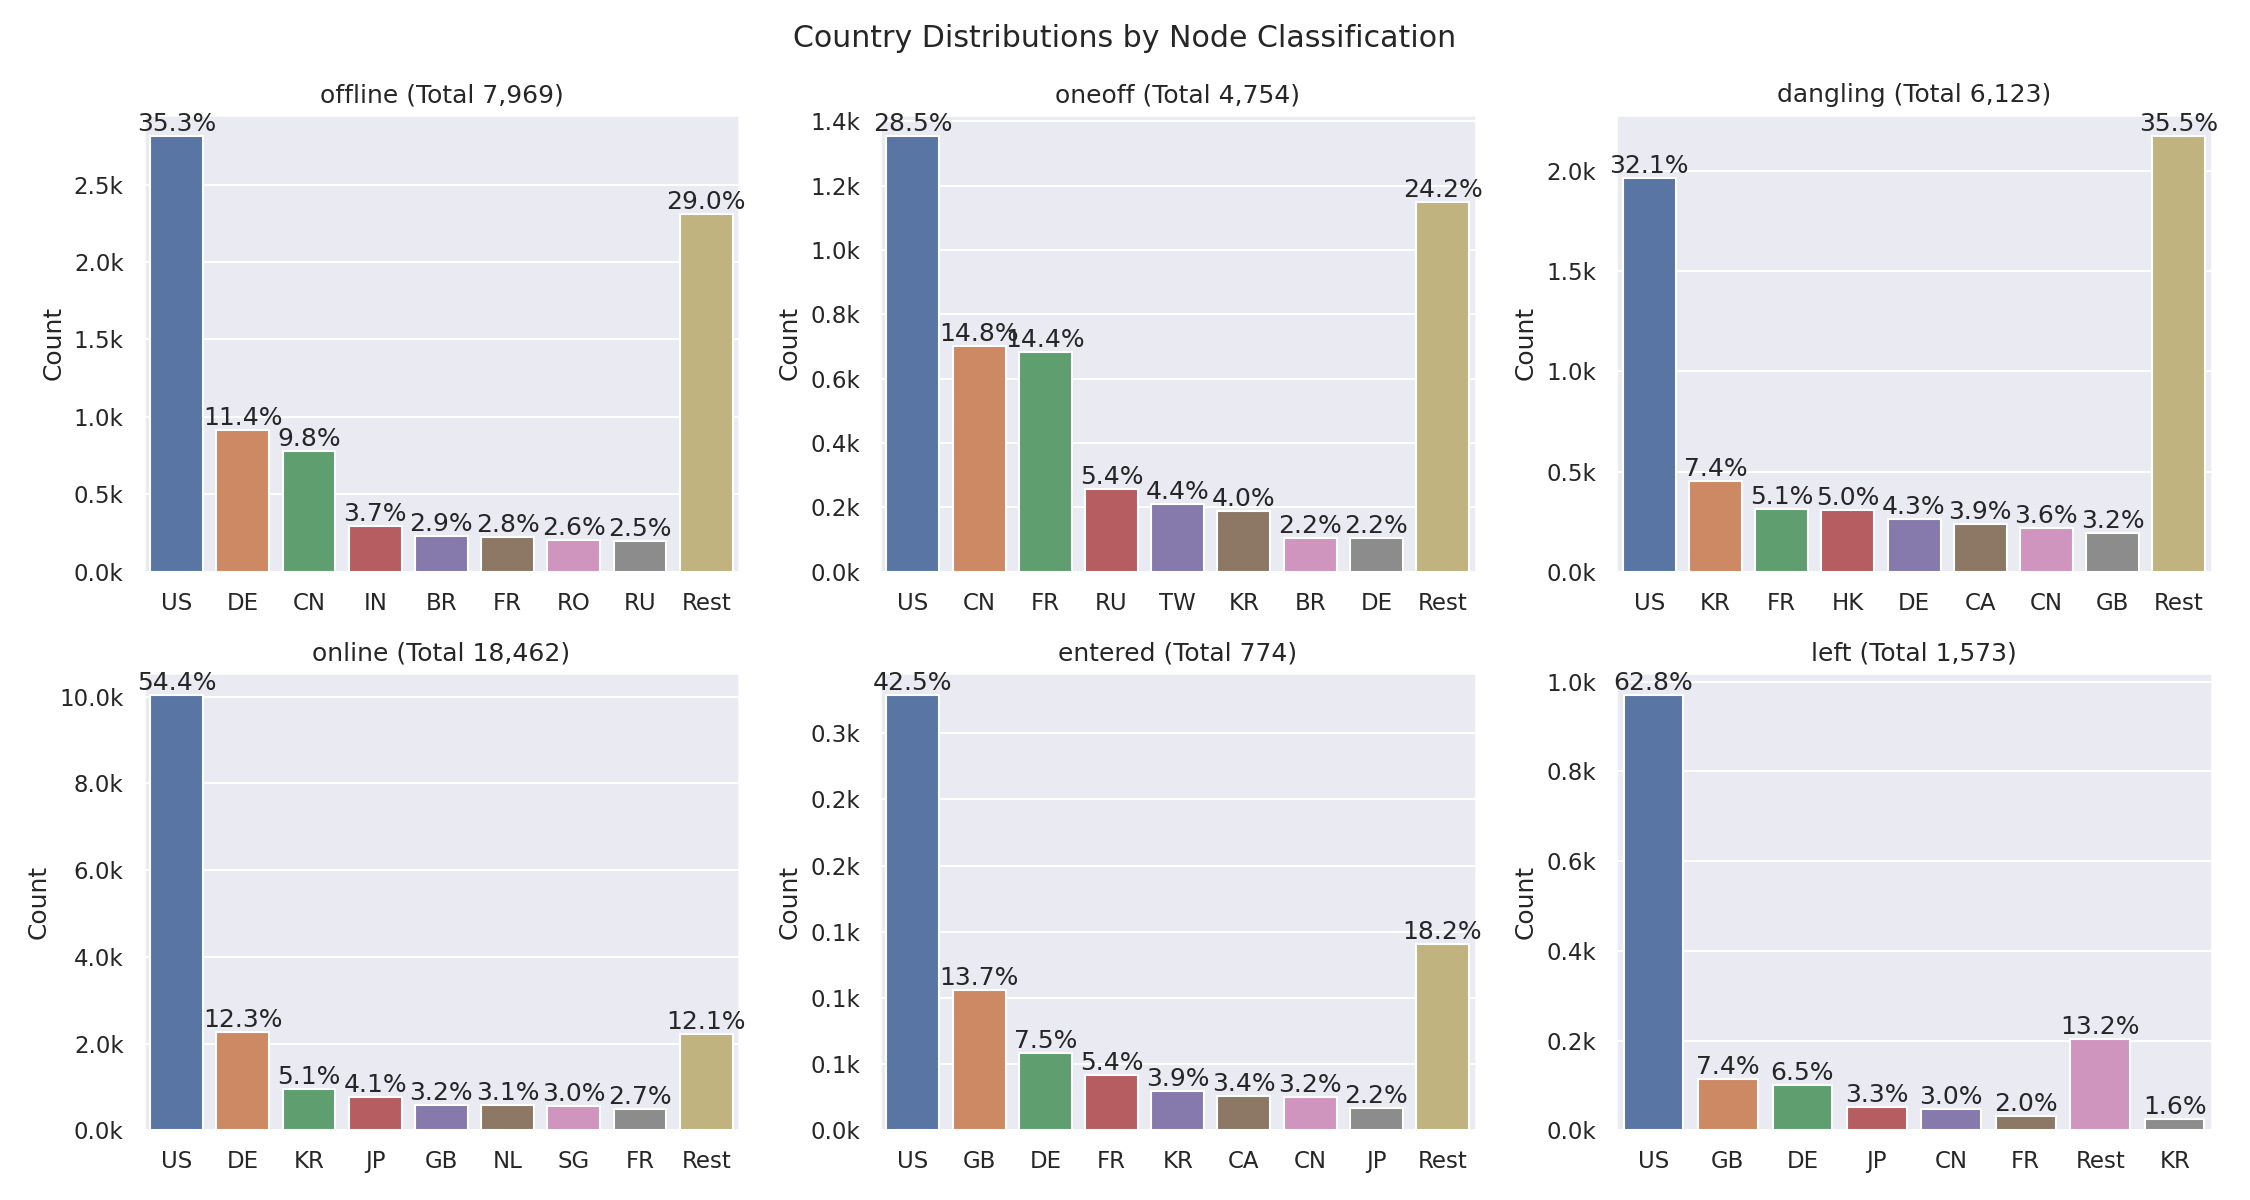 Country Distributions by Node Classification
offline (Total 7,969)
35.3%
11.4%
9.8%
3.7%
2.9%
2.8%
2.6%
2.5%
29.0%
2.5k
2.0k
1.5k
1.0k
0.5k
0.0k
Count
US DE CN IN BR FR RO RU Rest
oneoff (Total 4,754)
28.5%
14.8%
14.4%
5.4%
4.4%
4.0%
2.2%
2.2%
24.2%
1.4k
1.2k
1.0k
0.8k
0.6k
0.4k
0.2k
0.0k
Count
US CN FR RU TW KR BR DE Rest
dangling (Total 6,123)
32.1%
7.4%
5.1%
5.0%
4.3%
3.9%
3.6%
3.2%
35.5%
2.0k
1.5k
1.0k
0.5k
0.0k
Count
US KR FR HK DE CA CN GB Rest
online (Total 18,462)
54.4%
12.3%
5.1%
4.1%
3.2%
3.1%
3.0%
2.7%
12.1%
10.0k
8.0k
6.0k
4.0k
2.0k
0.0k
Count
US DE KR JP GB NL SG FR Rest
entered (Total 774)
42.5%
13.7%
7.5%
5.4%
3.9%
3.4%
3.2%
2.2%
18.2%
0.3k
0.2k
0.2k
0.1k
0.1k
0.1k
0.0k
Count
US GB DE FR KR CA CN JP Rest
left (Total 1,573)
62.8%
7.4%
6.5%
3.3%
3.0%
2.0%
13.2%
1.6%
1.0k
0.8k
0.6k
0.4k
0.2k
0.0k
Count
US GB DE JP CN FR Rest KR